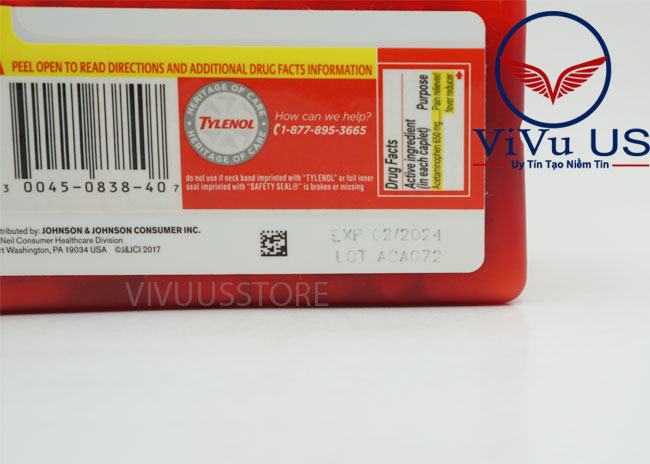 PEEL OPEN TO READ DIRECTIONS AND ADDITIONAL DRUG FACTS INFORMATION
HERITAGE OF CARE
TYLENOL
HERITAGE OF CARE
How can we help?
1-877-895-3665
do not use if neck band imprinted with "TYLENOL" or foil inner
seal imprinted with "SAFETY SEAL®" is broken or missing
Drug Facts
Active ingredient
(in each caplet)
Purpose
Acetaminophen 650 mg.....Pain reliever/
fever reducer
3 0045-0838-40 7
tributed by: JOHNSON & JOHNSON CONSUMER INC.
Neil Consumer Healthcare Division
rt Washington, PA 19034 USA ©J&JCI 2017
EXP 02/2024
LOT ACA072
VIVUUSSTORE
ViVu US
Uy Tín Tạo Niềm Tin